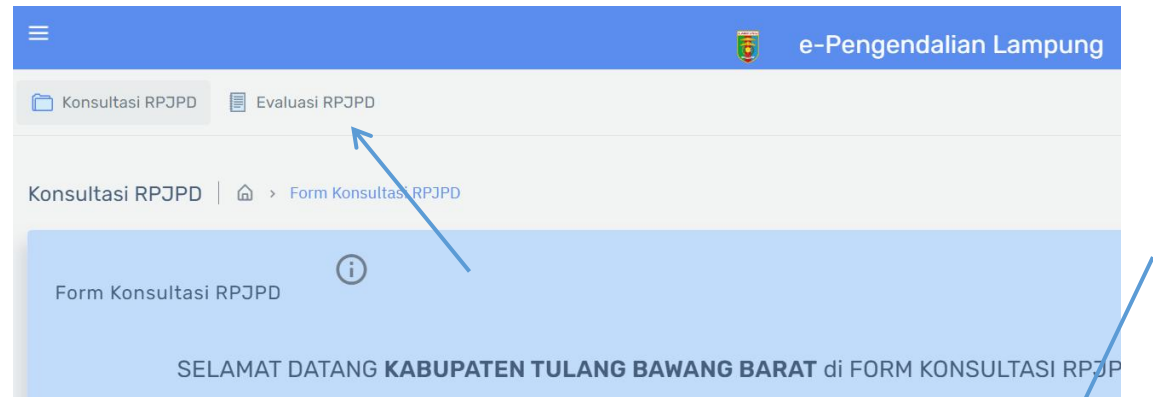 e-Pengendalian Lampung
Konsultasi RPJPD Evaluasi RPJPD
Konsultasi RPJPD > Form Konsultasi RPJPD
Form Konsultasi RPJPD
SELAMAT DATANG KABUPATEN TULANG BAWANG BARAT di FORM KONSULTASI